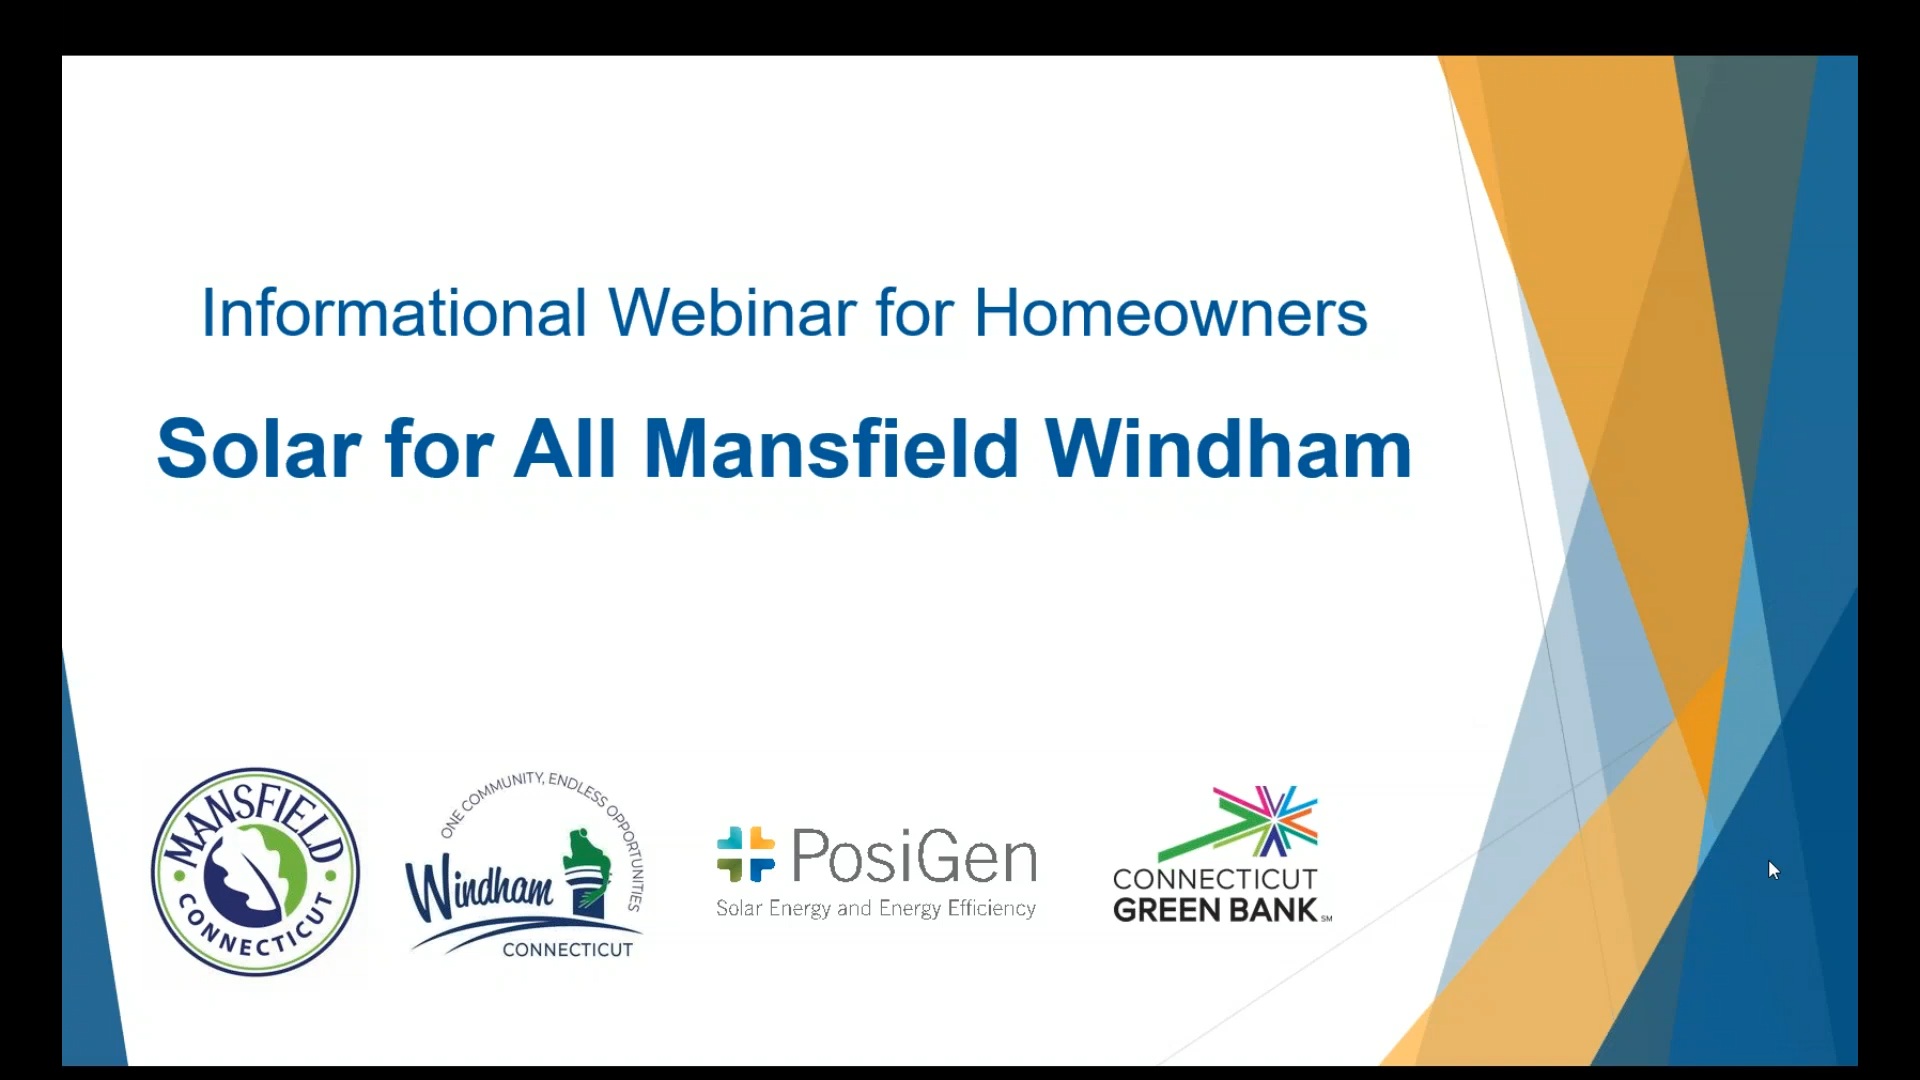 Informational Webinar for Homeowners
Solar for All Mansfield Windham
MANSFIELD
CONNECTICUT
ONE COMMUNITY, ENDLESS OPPORTUNITIES
Windham
CONNECTICUT
PosiGen
Solar Energy and Energy Efficiency
CONNECTICUT
GREEN BANK SM